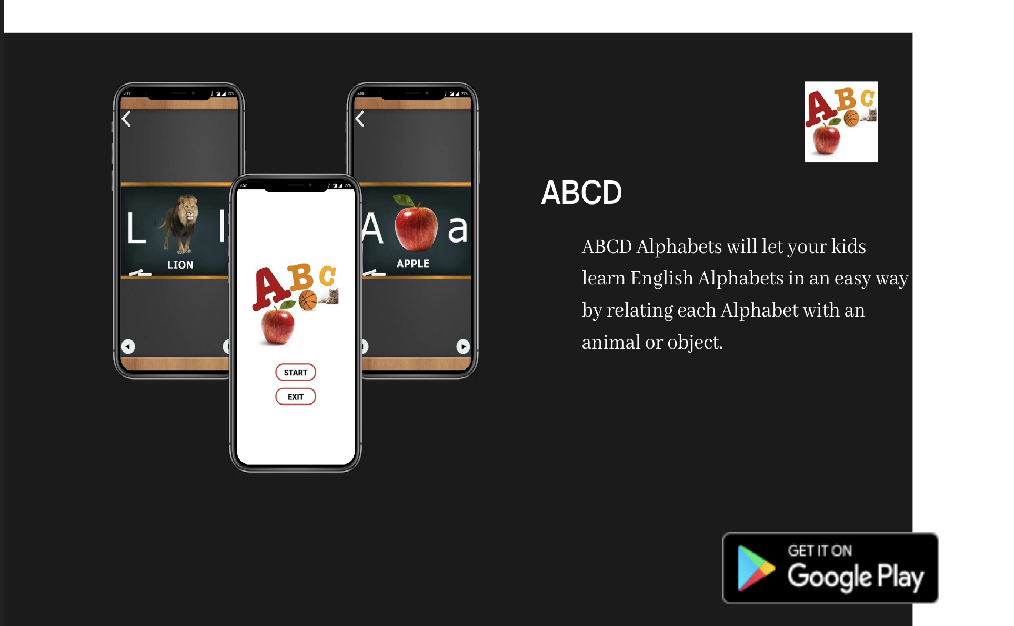 L l
LION
A a
APPLE
A B C
START
EXIT
A B C
ABCD
ABCD Alphabets will let your kids
learn English Alphabets in an easy way
by relating each Alphabet with an
animal or object.
GET IT ON
Google Play